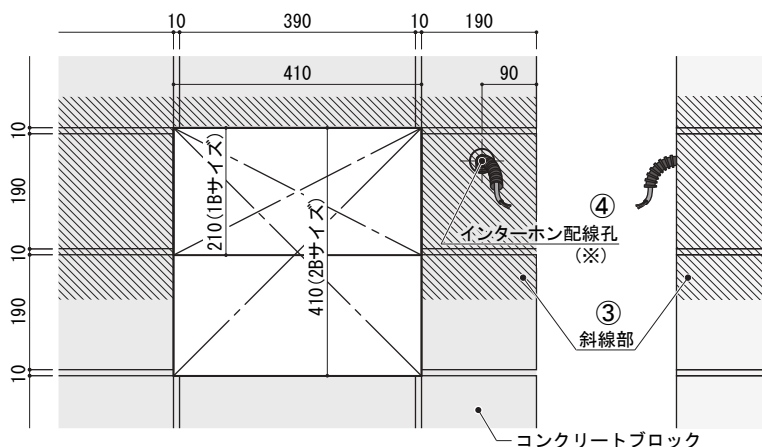 10 390 10 190
410 90
10
190
10
190
10
210(1Bサイズ)
410(2Bサイズ)
④
インターホン配線孔
(※)
③
斜線部
コンクリートブロック